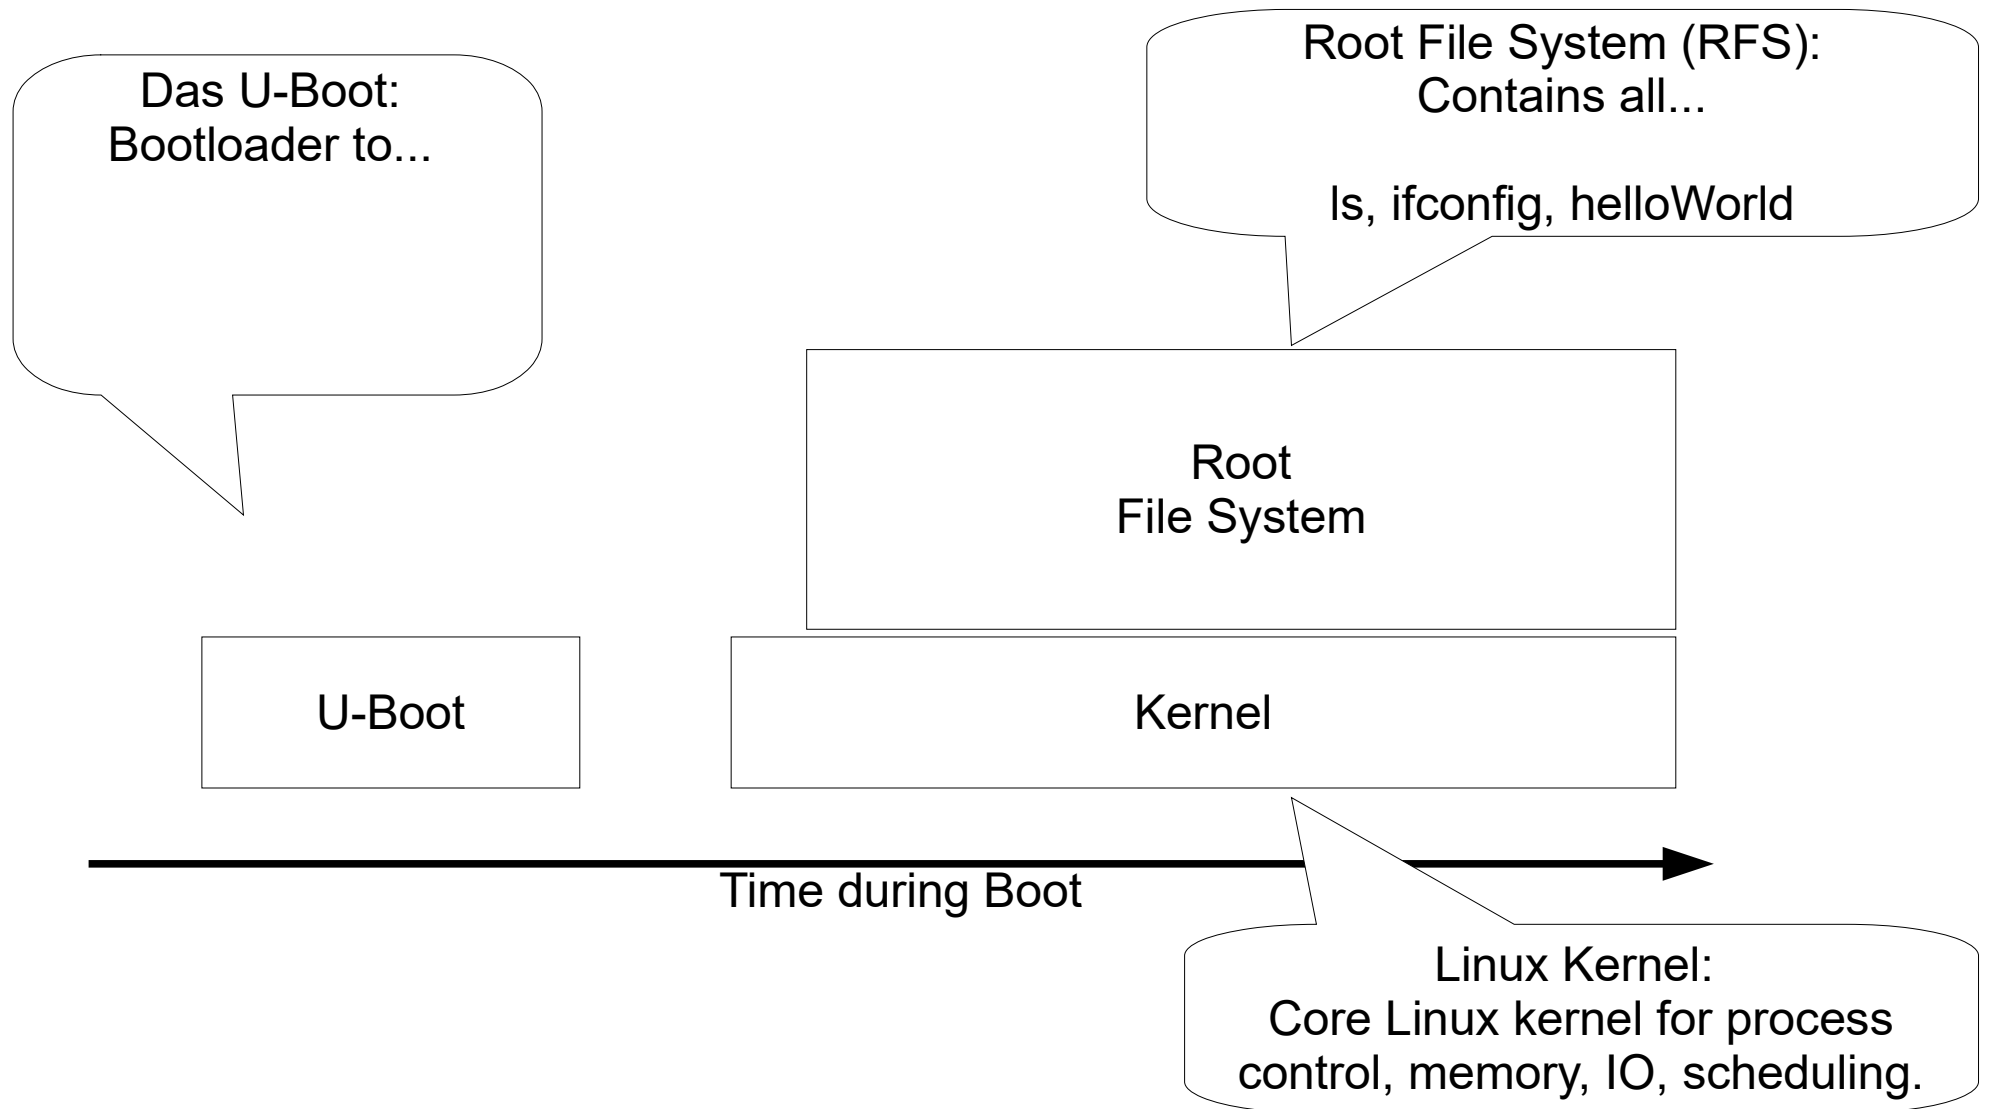 Das U-Boot:
Bootloader to...
Root File System (RFS):
Contains all...
ls, ifconfig, helloWorld
Root
File System
U-Boot
Kernel
Time during Boot
Linux Kernel:
Core Linux kernel for process
control, memory, IO, scheduling.